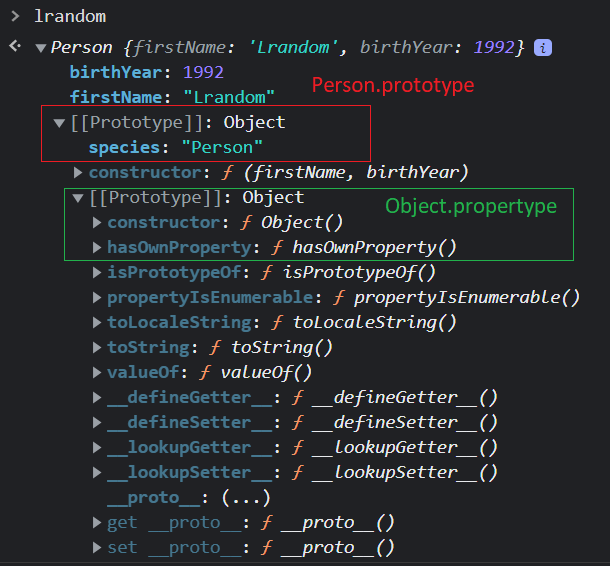 > lrandom
Person {firstName: 'Lrandom', birthYear: 1992} i
birthYear: 1992
firstName: "Lrandom"
Person.prototype
[[Prototype]]: Object
species: "Person"
constructor: ƒ (firstName, birthYear)
[[Prototype]]: Object
Object.propertype
constructor: ƒ Object()
hasOwnProperty: ƒ hasOwnProperty()
isPrototypeOf: ƒ isPrototypeOf()
propertyIsEnumerable: ƒ propertyIsEnumerable()
toLocaleString: ƒ toLocaleString()
toString: ƒ toString()
valueOf: ƒ valueOf()
__defineGetter__: ƒ __defineGetter__()
__defineSetter__: ƒ __defineSetter__()
__lookupGetter__: ƒ __lookupGetter__()
__lookupSetter__: ƒ __lookupSetter__()
__proto__: (...)
get __proto__: ƒ __proto__()
set __proto__: ƒ __proto__()